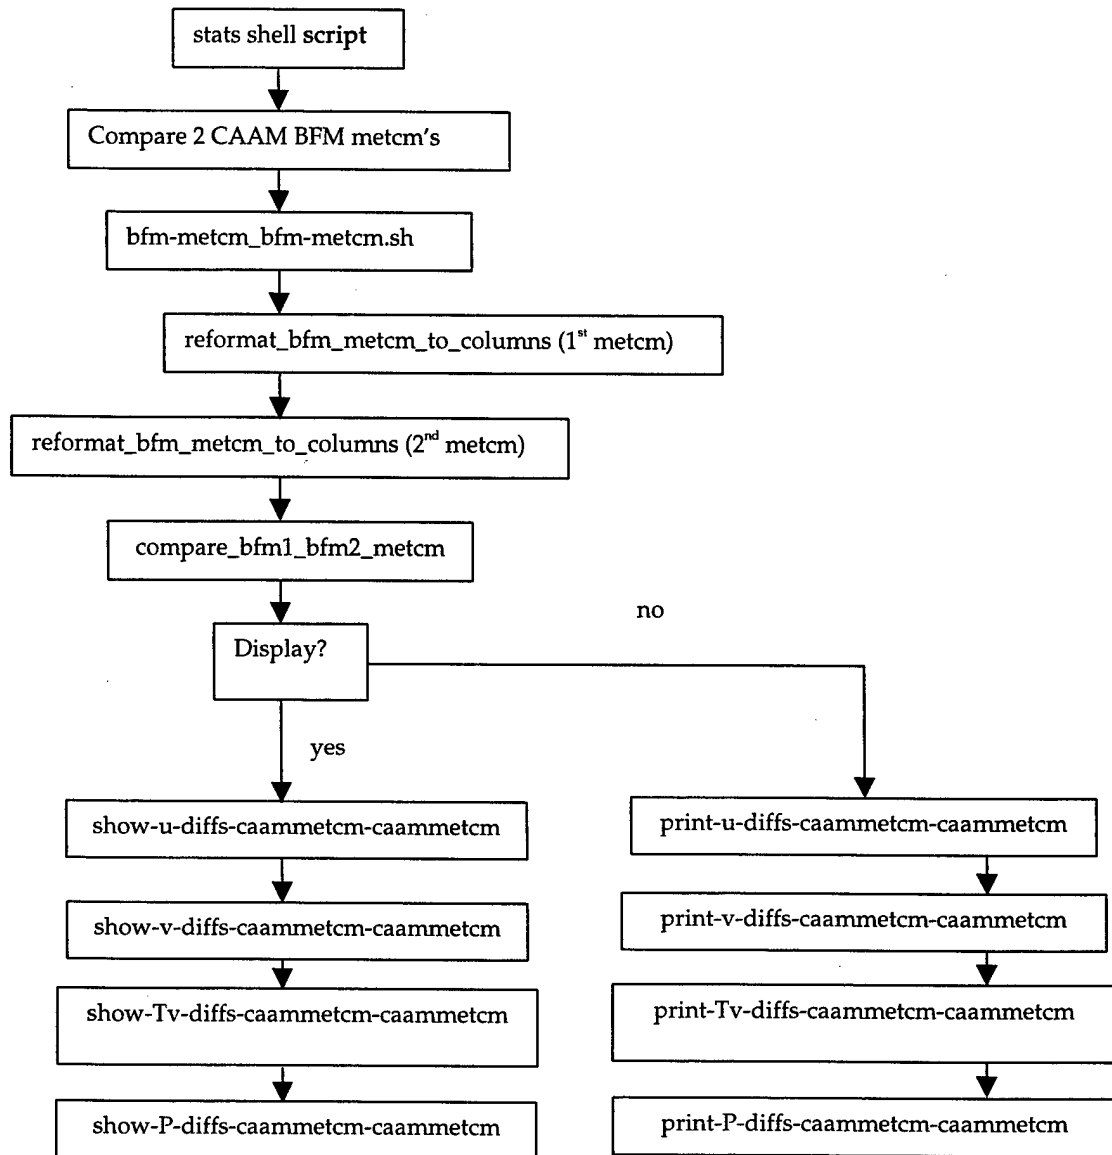 stats shell script
Compare 2 CAAM BFM metcm's
bfm-metcm_bfm-metcm.sh
reformat_bfm_metcm_to_columns (1st metcm)
reformat_bfm_metcm_to_columns (2nd metcm)
compare_bfm1_bfm2_metcm
no
Display?
yes
show-u-diffs-caammetcm-caammetcm
show-v-diffs-caammetcm-caammetcm
show-Tv-diffs-caammetcm-caammetcm
show-P-diffs-caammetcm-caammetcm
print-u-diffs-caammetcm-caammetcm
print-v-diffs-caammetcm-caammetcm
print-Tv-diffs-caammetcm-caammetcm
print-P-diffs-caammetcm-caammetcm